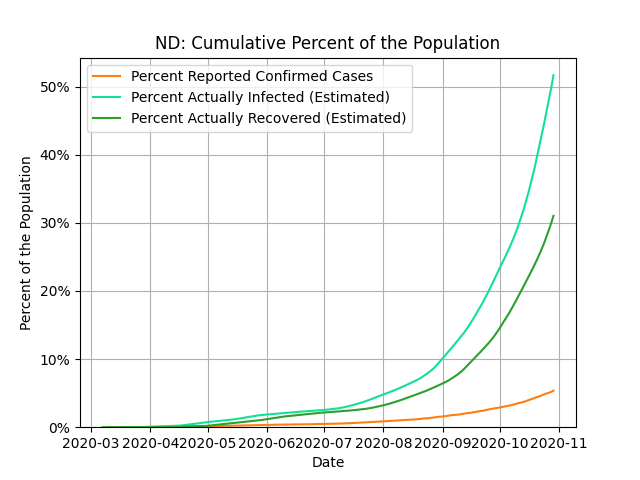 ND: Cumulative Percent of the Population
Percent Reported Confirmed Cases
Percent Actually Infected (Estimated)
Percent Actually Recovered (Estimated)
50%
40%
30%
20%
10%
0%
Percent of the Population
2020-03 2020-04 2020-05 2020-06 2020-07 2020-08 2020-09 2020-10 2020-11
Date